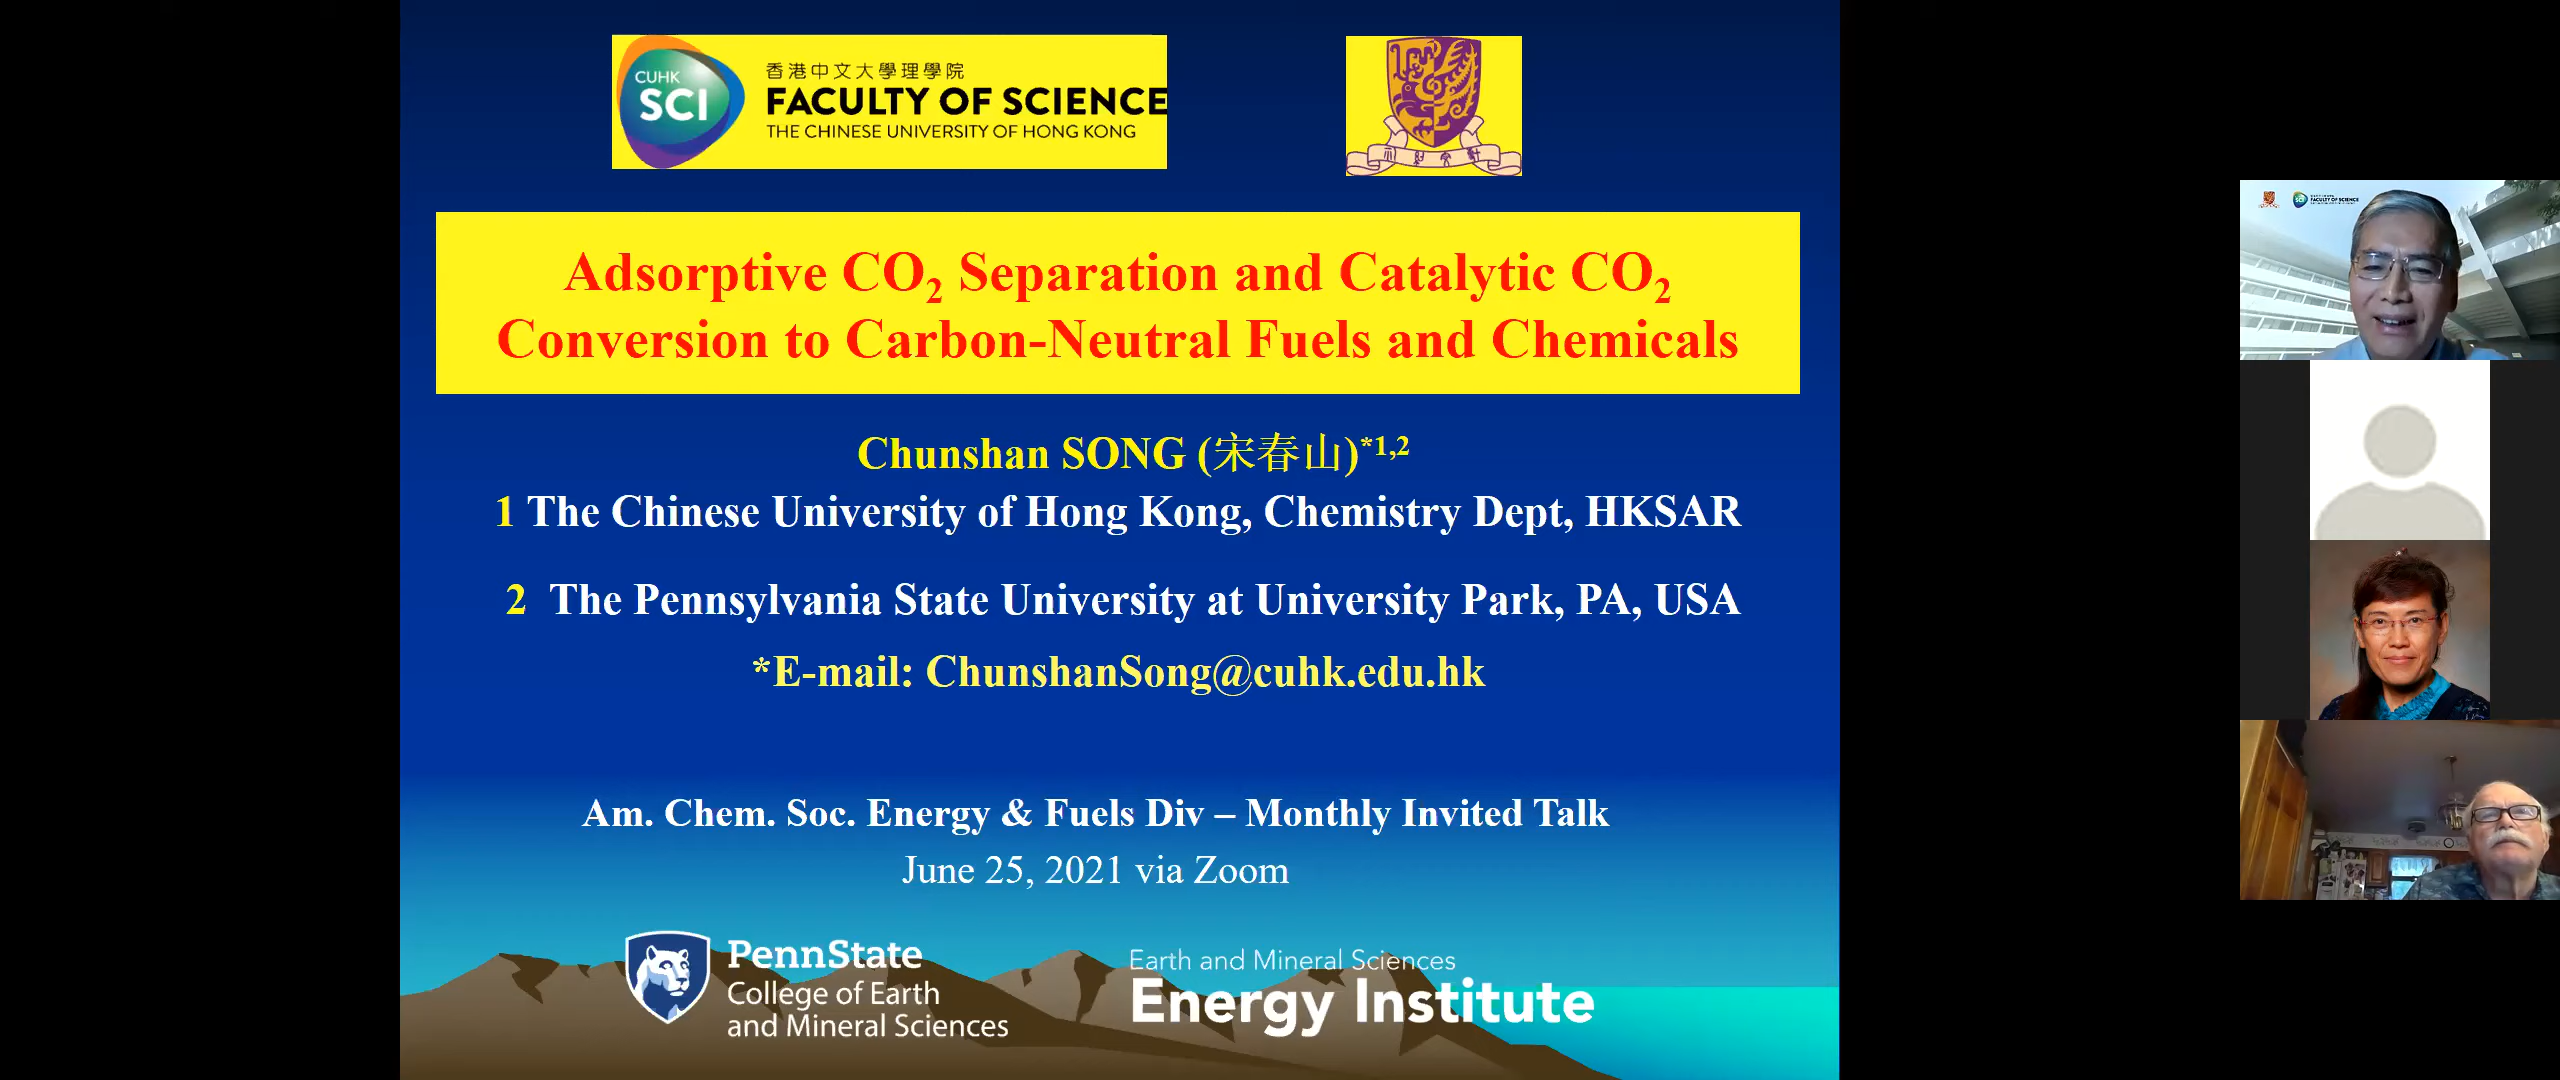 CUHK
SCI
香港中文大學理學院
FACULTY OF SCIENCE
THE CHINESE UNIVERSITY OF HONG KONG
Adsorptive CO₂ Separation and Catalytic CO₂
Conversion to Carbon-Neutral Fuels and Chemicals
Chunshan SONG (宋春山)*1,2
1 The Chinese University of Hong Kong, Chemistry Dept, HKSAR
2 The Pennsylvania State University at University Park, PA, USA
*E-mail: ChunshanSong@cuhk.edu.hk
Am. Chem. Soc. Energy & Fuels Div – Monthly Invited Talk
June 25, 2021 via Zoom
PennState
College of Earth
and Mineral Sciences
Earth and Mineral Sciences
Energy Institute
SCI
FACULTY OF SCIENCE